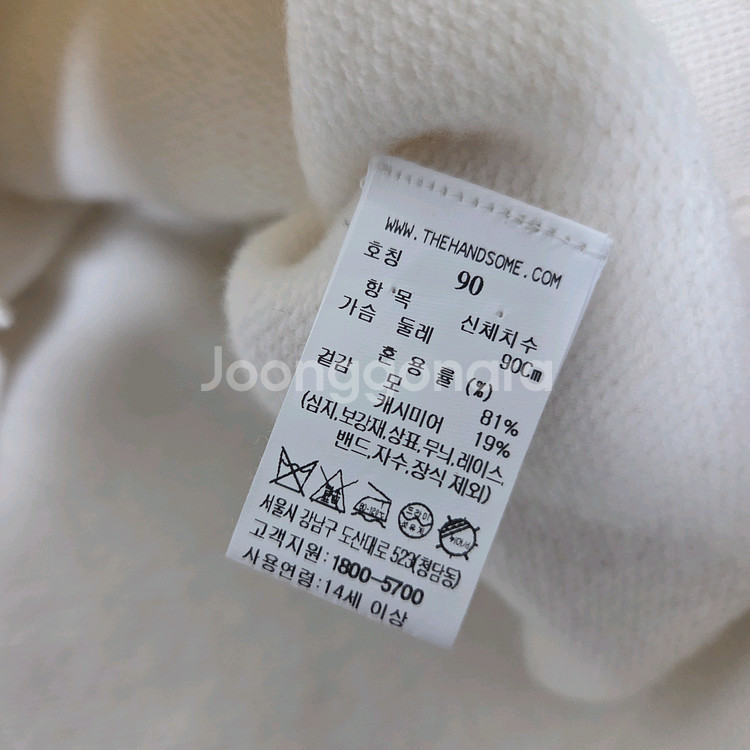 WWW.THEHANDSOME.COM
호칭 90
항목 신체치수
가슴 둘레 90Cm
겉감 혼용률 (%)
모 81%
캐시미어 19%
(심지,보강재,상표,무늬,레이스
밴드,자수,장식 제외)
서울시 강남구 도산대로 523(청담동)
고객지원 : 1800-5700
사용연령 : 14세 이상
Joonggonara